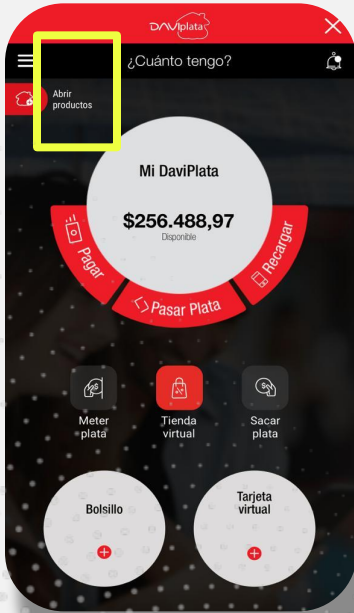 DAVIplata
¿Cuánto tengo?
Abrir
productos
Mi DaviPlata
$256.488,97
Disponible
Pagar
Pasar Plata
Recargar
Meter
plata
Tienda
virtual
Sacar
plata
Bolsillo
Tarjeta
virtual